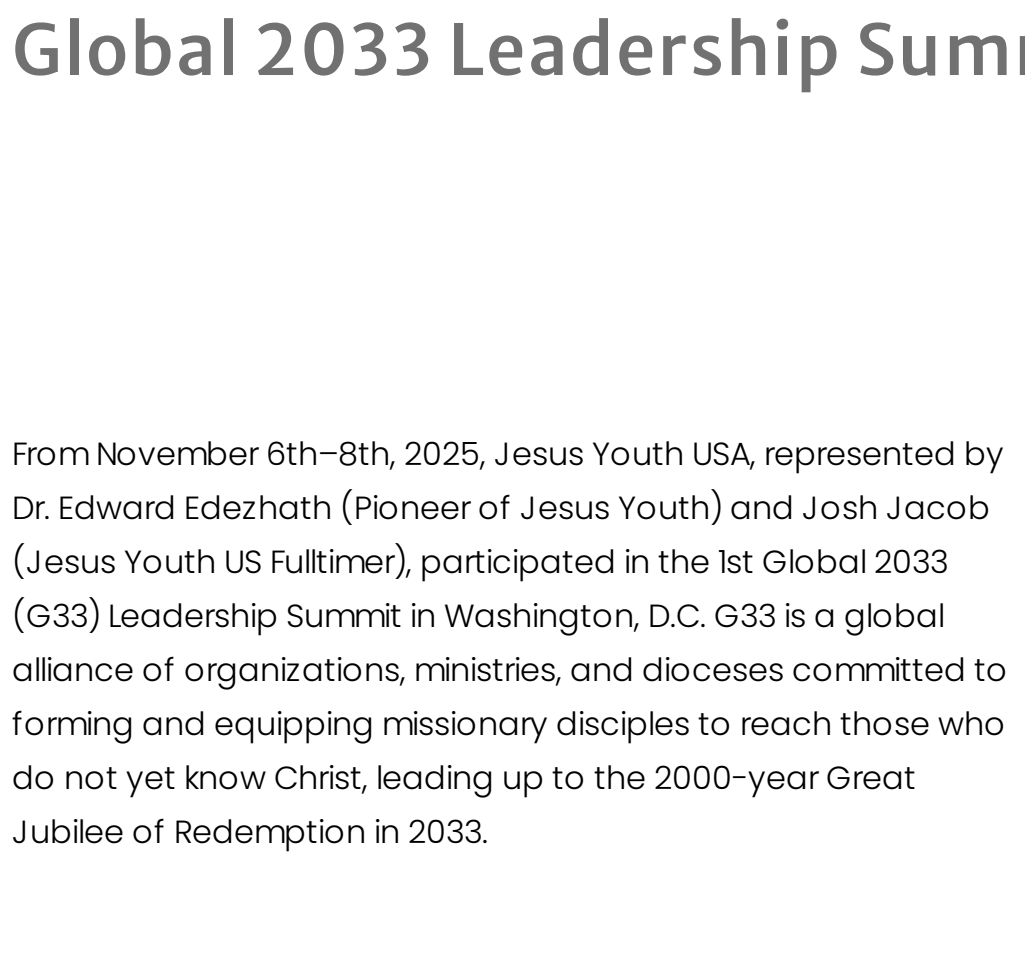 Global 2033 Leadership Sum
From November 6th–8th, 2025, Jesus Youth USA, represented by
Dr. Edward Edezhath (Pioneer of Jesus Youth) and Josh Jacob
(Jesus Youth US Fulltimer), participated in the 1st Global 2033
(G33) Leadership Summit in Washington, D.C. G33 is a global
alliance of organizations, ministries, and dioceses committed to
forming and equipping missionary disciples to reach those who
do not yet know Christ, leading up to the 2000-year Great
Jubilee of Redemption in 2033.